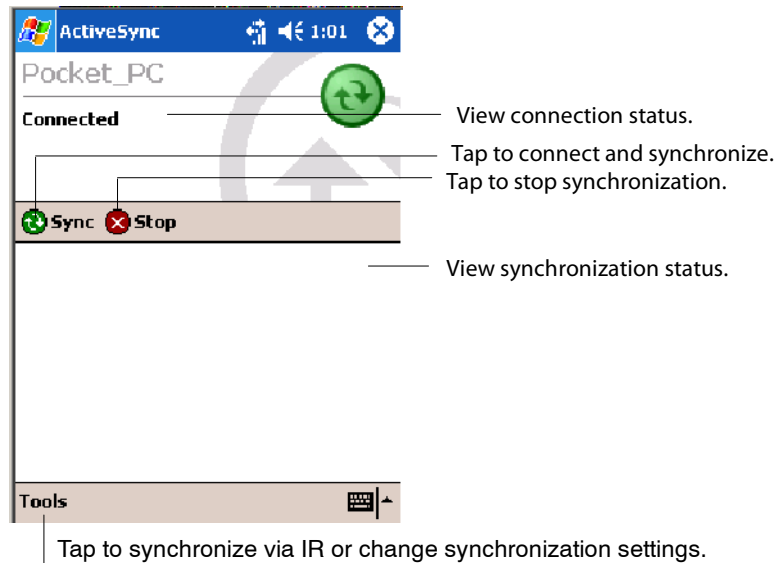 ActiveSync 1:01
Pocket_PC
Connected
View connection status.
Tap to connect and synchronize.
Tap to stop synchronization.
Sync Stop
View synchronization status.
Tools
Tap to synchronize via IR or change synchronization settings.